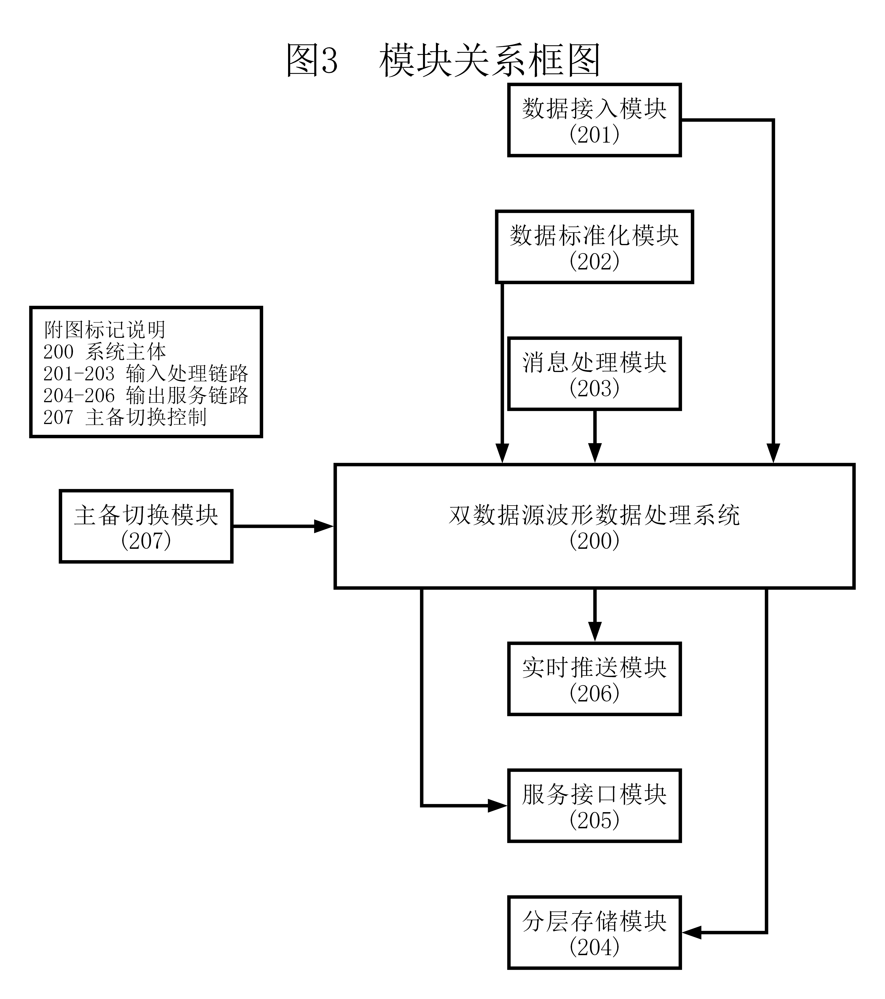 图3　模块关系框图
数据接入模块
(201)
数据标准化模块
(202)
附图标记说明
200 系统主体
201-203 输入处理链路
204-206 输出服务链路
207 主备切换控制
消息处理模块
(203)
主备切换模块
(207)
双数据源波形数据处理系统
(200)
实时推送模块
(206)
服务接口模块
(205)
分层存储模块
(204)